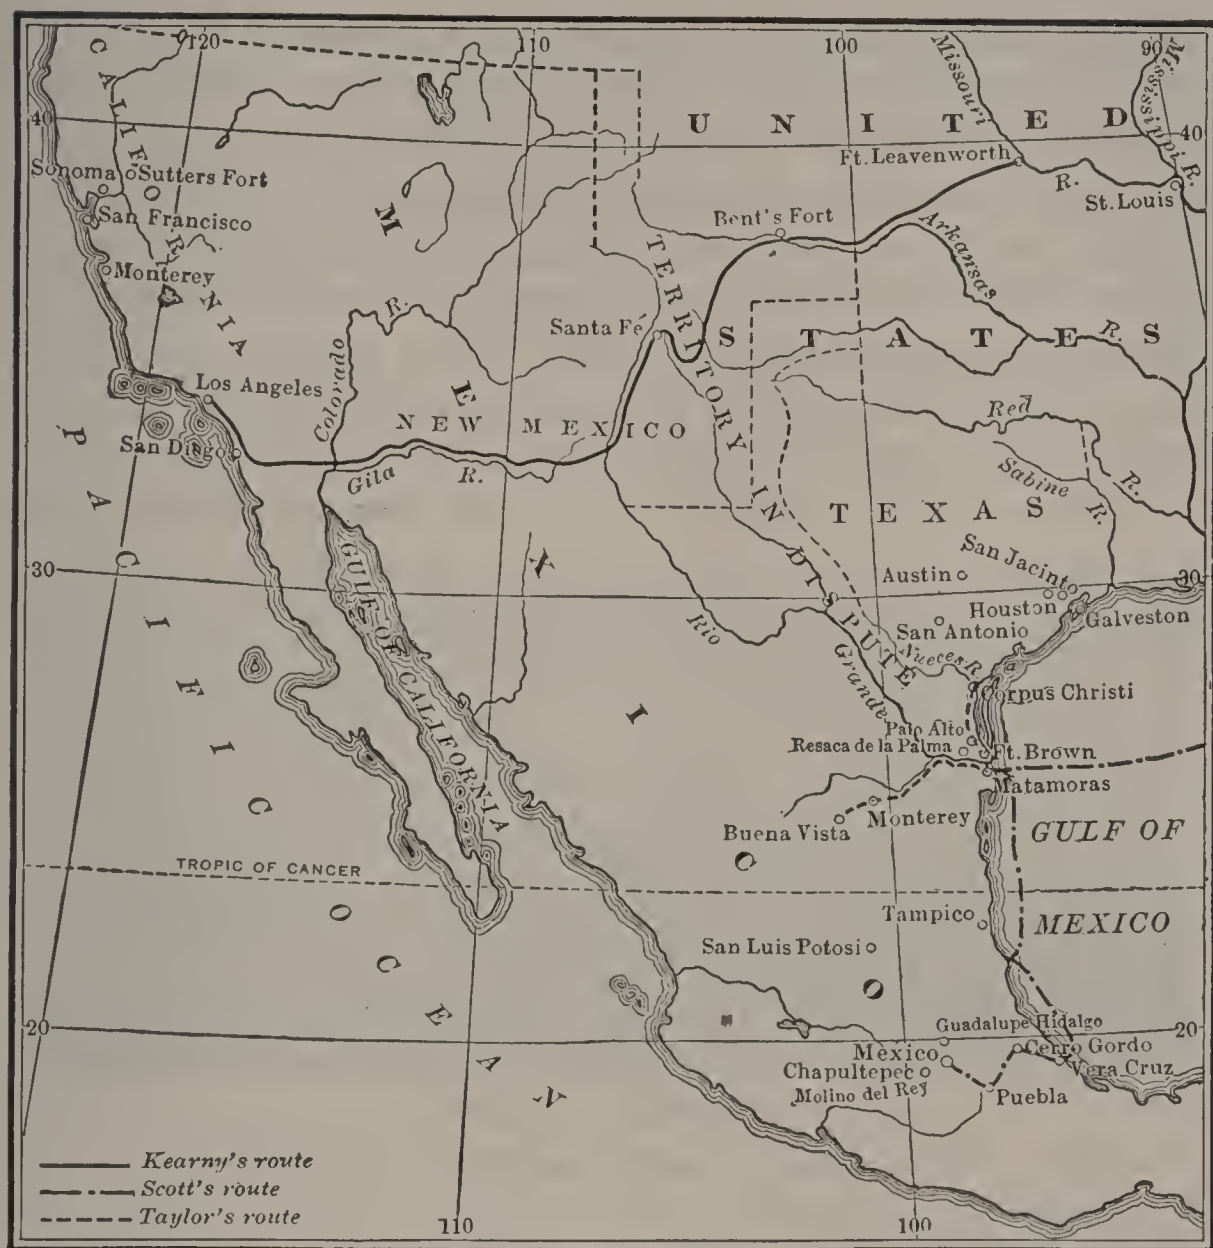 120
110
100
90
CALIFORNIA
Missouri
Mississippi R.
40
UNITED
40
Sonoma
Sutters Fort
Ft. Leavenworth
R.
St. Louis
San Francisco
Bent's Fort
Arkansas
Monterey
R.
Santa Fé
TERRITORY IN DISPUTE
STATES
R.
Los Angeles
Colorado
MEXICO
NEW MEXICO
Red
R.
San Diego
Gila
R.
Sabine
R.
TEXAS
PACIFIC OCEAN
30
GULF OF CALIFORNIA
Austin
San Jacinto
30
Houston
Galveston
San Antonio
Rio
Grande
Nueces R.
Corpus Christi
Palo Alto
Resaca de la Palma
Ft. Brown
Matamoras
Buena Vista
Monterey
GULF OF
MEXICO
TROPIC OF CANCER
Tampico
San Luis Potosi
20
Guadalupe Hidalgo
20
Mexico
Cerro Gordo
Chapultepec
Vera Cruz
Molino del Rey
Puebla
Kearny's route
Scott's route
Taylor's route
110
100